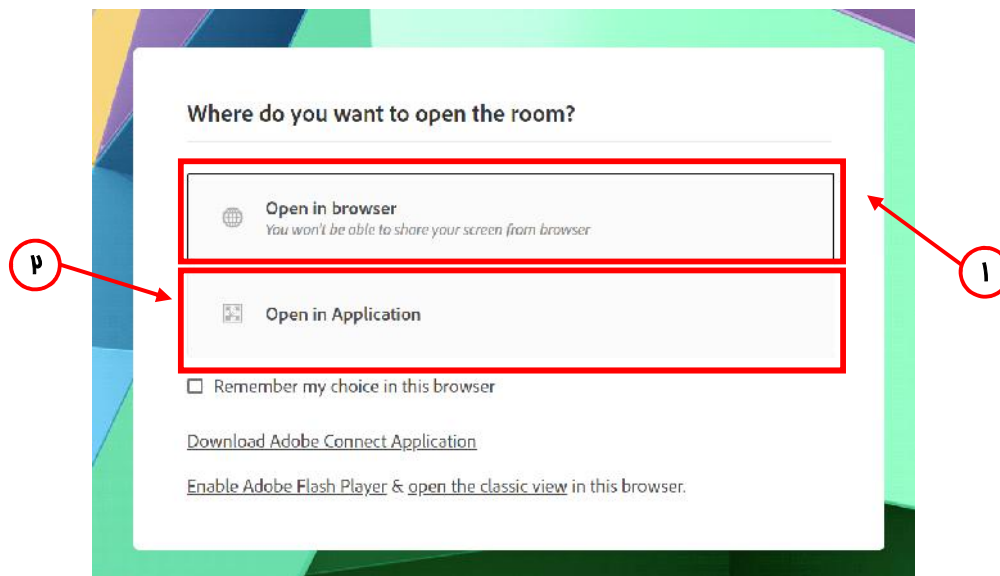 Where do you want to open the room?
Open in browser
You won't be able to share your screen from browser
۱
۲
Open in Application
Remember my choice in this browser
Download Adobe Connect Application
Enable Adobe Flash Player & open the classic view in this browser.